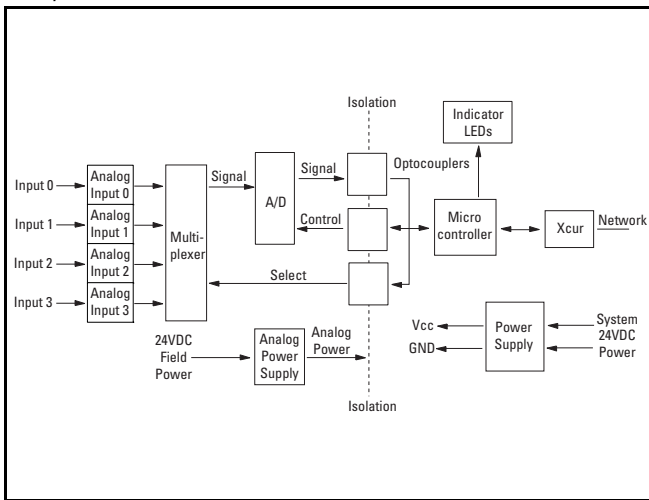 Isolation
Indicator
LEDs
Optocouplers
Input 0
Analog
Input 0
Signal
A/D
Signal
Input 1
Analog
Input 1
Multi-
plexer
Control
Micro
controller
Xcur
Network
Input 2
Analog
Input 2
Select
Input 3
Analog
Input 3
24VDC
Field
Power
Analog
Power
Supply
Analog
Power
Vcc
GND
Power
Supply
System
24VDC
Power
Isolation